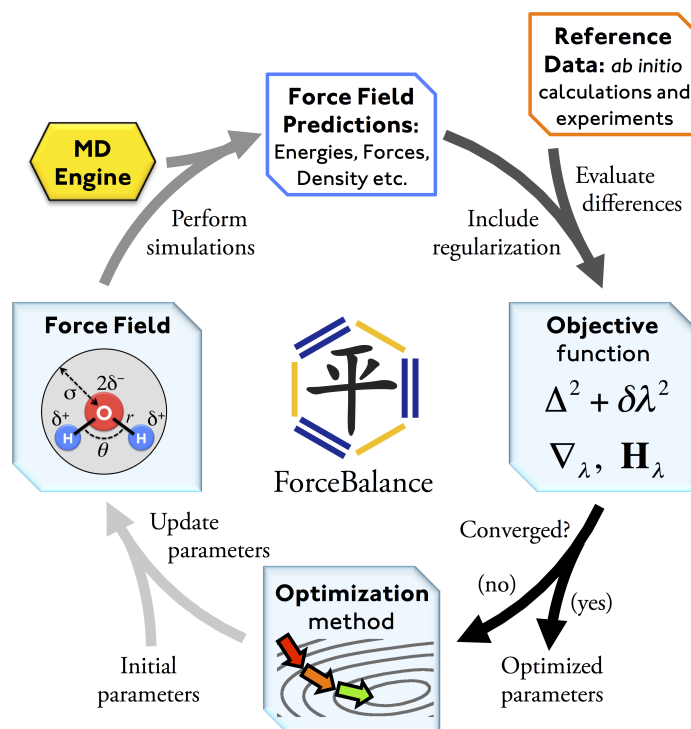 Reference
Data: ab initio
calculations and
experiments
Force Field
Predictions:
Energies, Forces,
Density etc.
MD
Engine
Perform
simulations
Include
regularization
Evaluate
differences
Force Field
σ
2δ⁻
δ⁺
O
r
δ⁺
H
θ
H
平
ForceBalance
Objective
function
Δ² + δλ²
∇λ, Hλ
Converged?
(no)
(yes)
Update
parameters
Optimization
method
Initial
parameters
Optimized
parameters